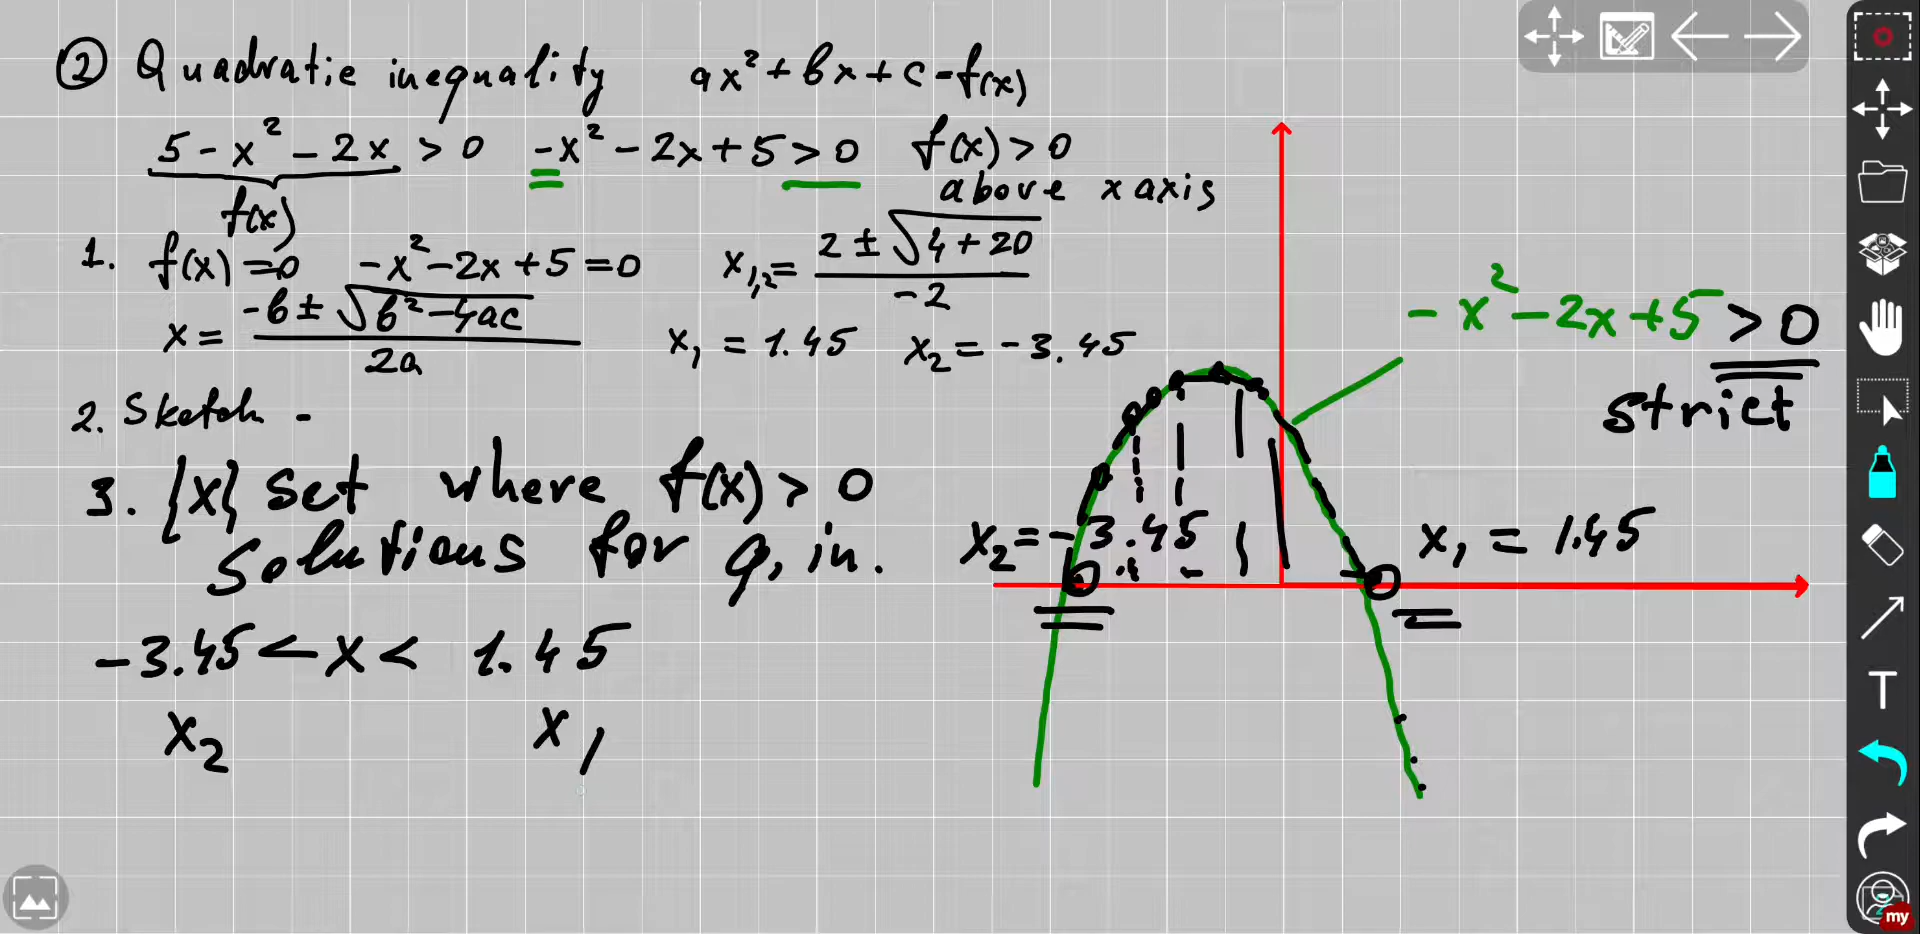 ② Quadratic inequality ax² + bx + c = f(x)
5 - x² - 2x > 0 -x² - 2x + 5 > 0 f(x) > 0
f(x) above x axis
1. f(x) = 0 -x² - 2x + 5 = 0 x₁,₂ = (2 ± √(4 + 20)) / -2
x = (-b ± √(b² - 4ac)) / 2a x₁ = 1.45 x₂ = -3.45
2. Sketch -
3. {x} set where f(x) > 0
solutions for q, in.
-3.45 < x < 1.45
x₂ x₁
-x² - 2x + 5 > 0
strict
x₂ = -3.45 x₁ = 1.45
T
my